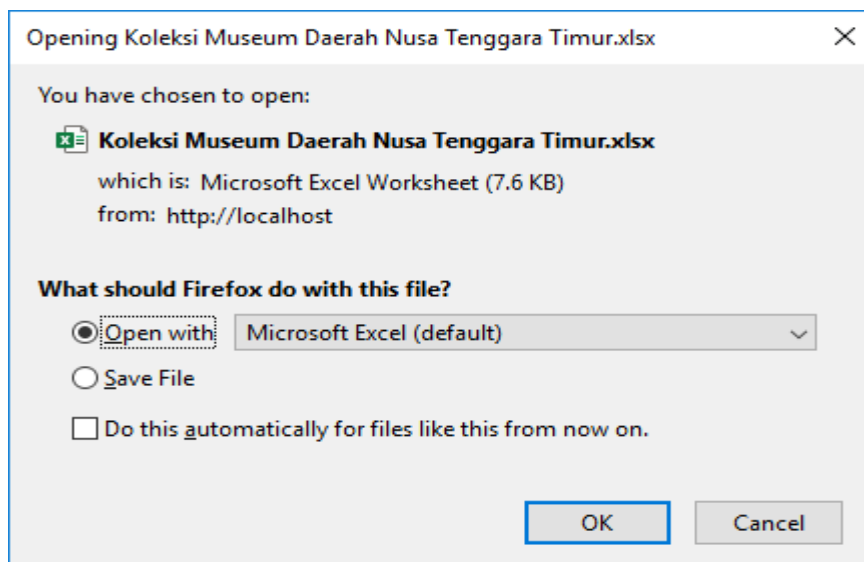 Opening Koleksi Museum Daerah Nusa Tenggara Timur.xlsx
You have chosen to open:
Koleksi Museum Daerah Nusa Tenggara Timur.xlsx
which is: Microsoft Excel Worksheet (7.6 KB)
from: http://localhost
What should Firefox do with this file?
Open with Microsoft Excel (default)
Save File
Do this automatically for files like this from now on.
OK Cancel